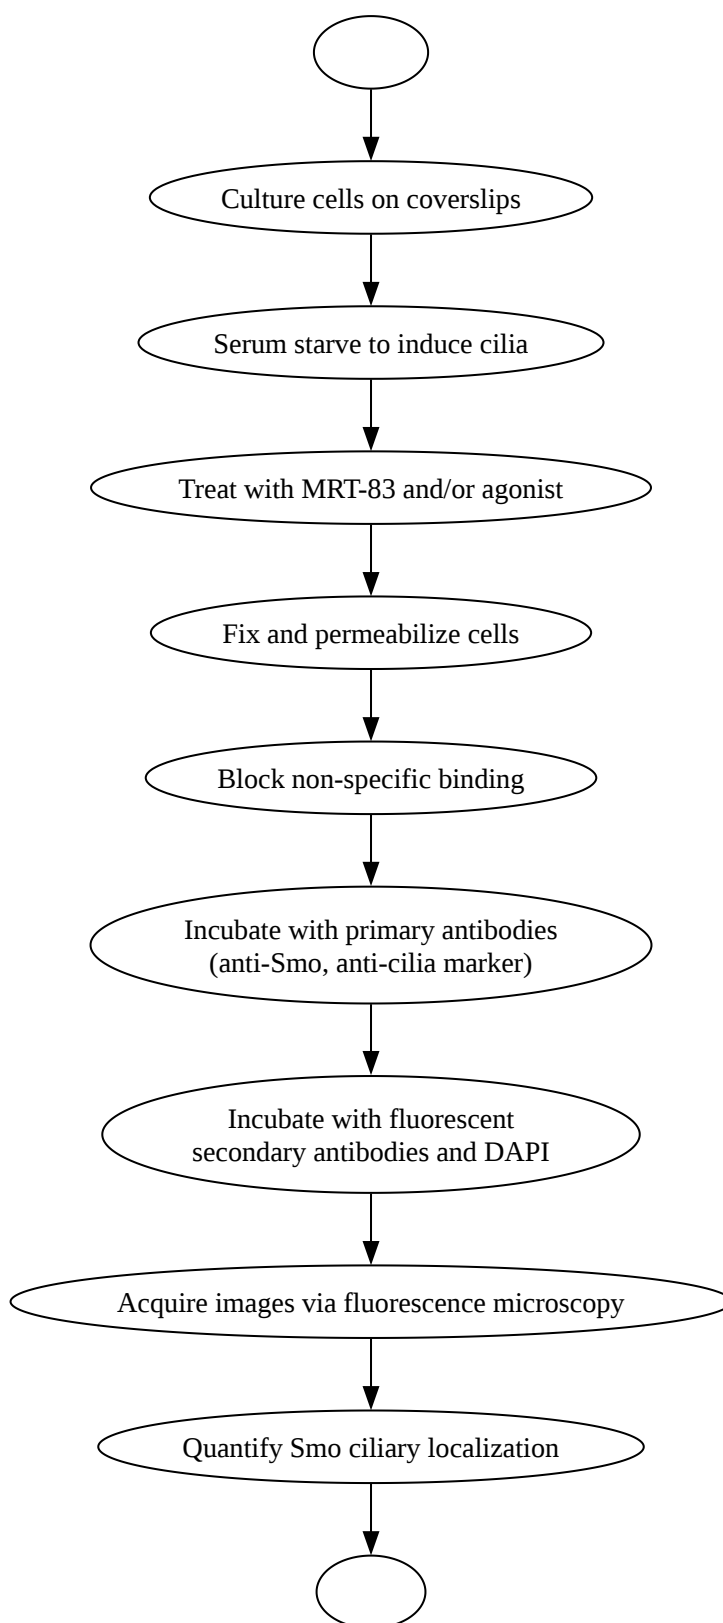 Culture cells on coverslips
Serum starve to induce cilia
Treat with MRT-83 and/or agonist
Fix and permeabilize cells
Block non-specific binding
Incubate with primary antibodies
(anti-Smo, anti-cilia marker)
Incubate with fluorescent
secondary antibodies and DAPI
Acquire images via fluorescence microscopy
Quantify Smo ciliary localization